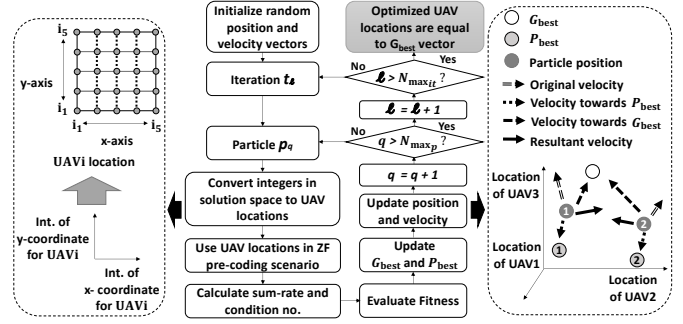 i5
y-axis
i1
i1
x-axis
i5
UAVi location
Int. of
y-coordinate
for UAVi
Int. of
x- coordinate
for UAVi
Initialize random
position and
velocity vectors
Iteration tℓ
Particle pq
Convert integers in
solution space to UAV
locations
Use UAV locations in ZF
pre-coding scenario
Calculate sum-rate and
condition no.
Optimized UAV
locations are equal
to Gbest vector
No
Yes
ℓ > Nmaxit ?
ℓ = ℓ + 1
No
Yes
q > Nmaxp ?
q = q + 1
Update position
and velocity
Update
Gbest and Pbest
Evaluate Fitness
Gbest
Pbest
Particle position
Original velocity
Velocity towards Pbest
Velocity towards Gbest
Resultant velocity
Location
of UAV3
1
2
1
2
Location
of UAV1
Location
of UAV2